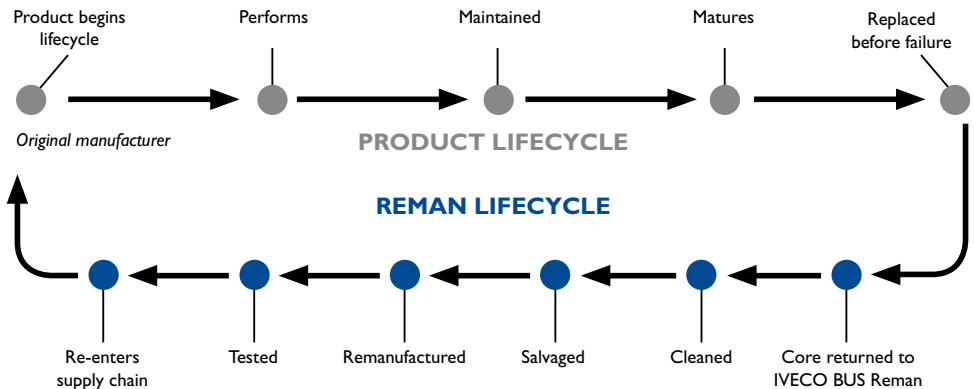 Product begins
lifecycle
Performs
Maintained
Matures
Replaced
before failure
Original manufacturer
PRODUCT LIFECYCLE
REMAN LIFECYCLE
Re-enters
supply chain
Tested
Remanufactured
Salvaged
Cleaned
Core returned to
IVECO BUS Reman